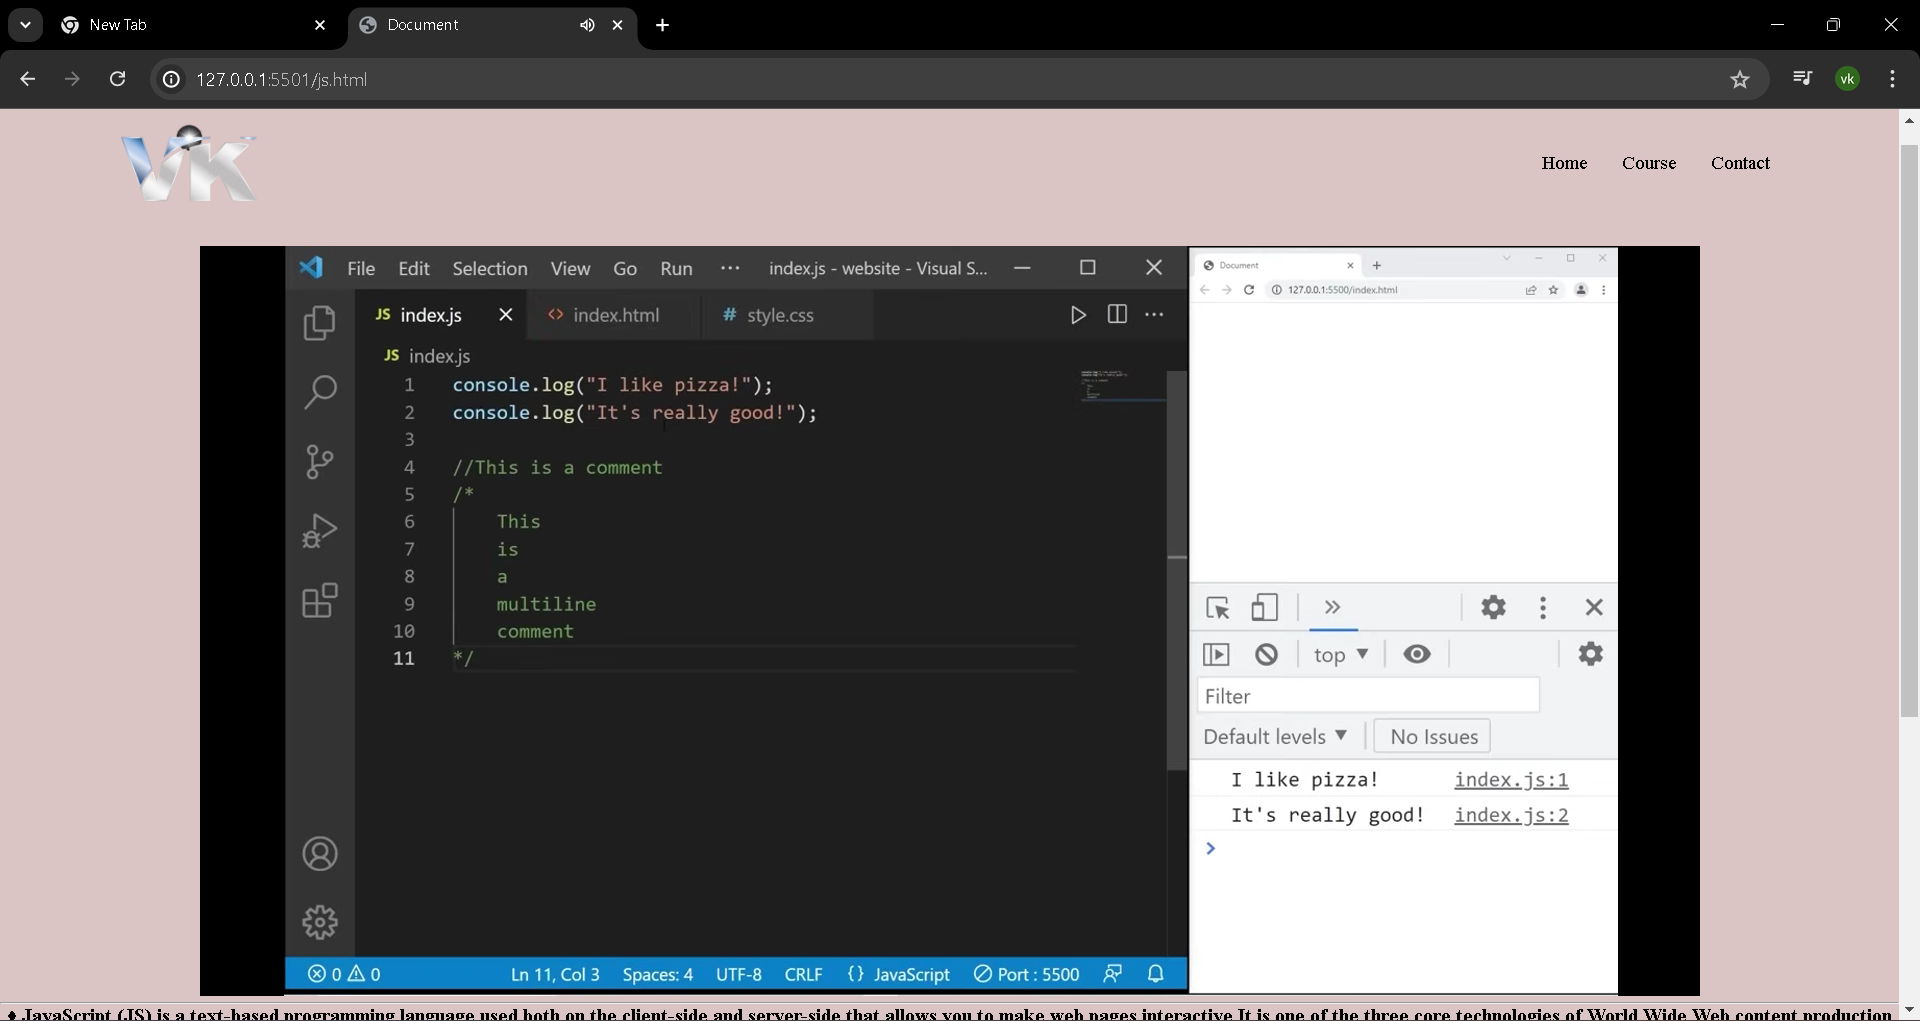 New Tab
Document
127.0.0.1:5501/js.html
vk
VK
Home Course Contact
File Edit Selection View Go Run ··· index.js - website - Visual S...
JS index.js <> index.html # style.css
JS index.js
1 console.log("I like pizza!");
2 console.log("It's really good!");
3
4 //This is a comment
5 /*
6 This
7 is
8 a
9 multiline
10 comment
11 */
0 0 Ln 11, Col 3 Spaces: 4 UTF-8 CRLF {} JavaScript Port : 5500
Document
127.0.0.1:5500/index.html
top
Filter
Default levels No Issues
I like pizza! index.js:1
It's really good! index.js:2
♦ JavaScript (JS) is a text-based programming language used both on the client-side and server-side that allows you to make web pages interactive It is one of the three core technologies of World Wide Web content production